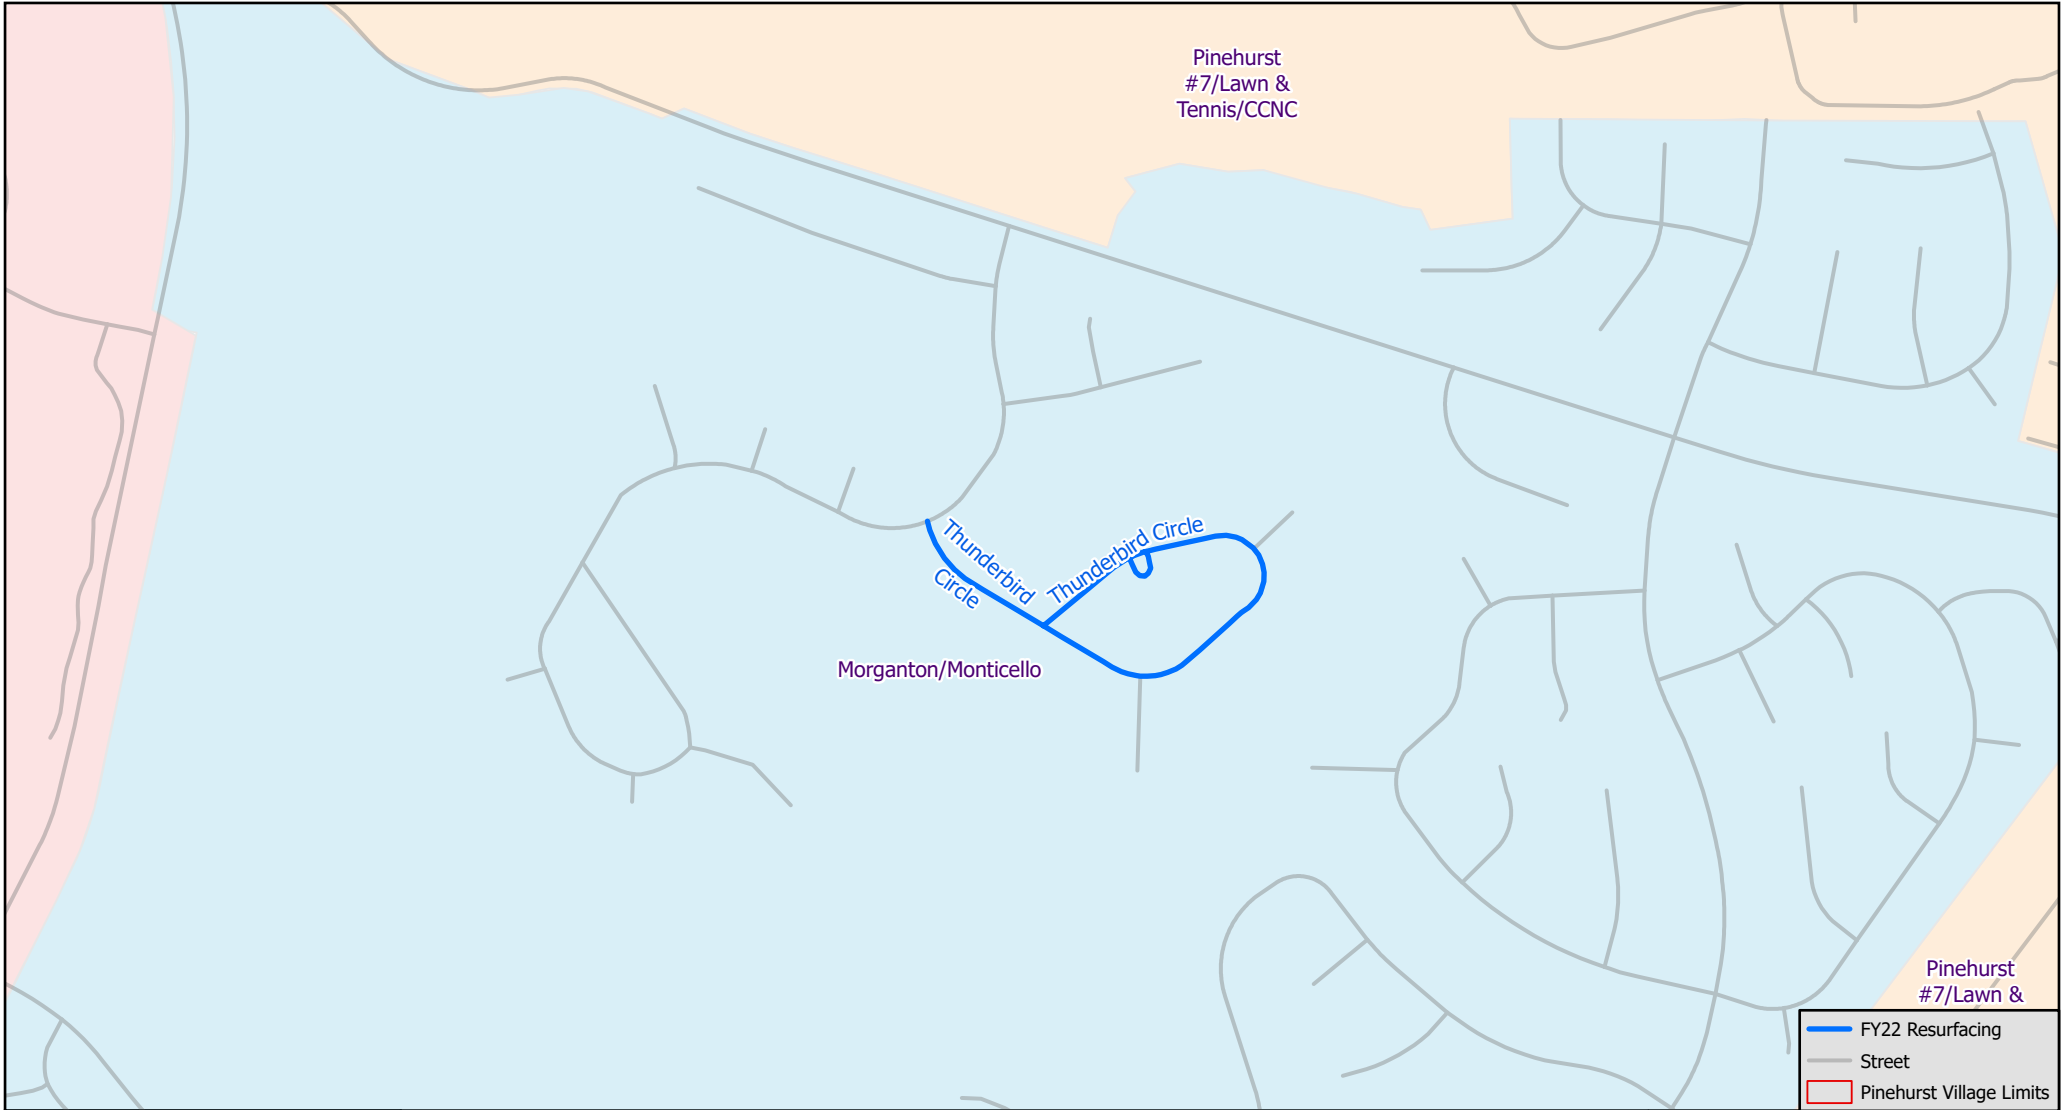 Pinehurst
#7/Lawn &
Tennis/CCNC
Thunderbird
Circle
Thunderbird Circle
Morganton/Monticello
Pinehurst
#7/Lawn &
FY22 Resurfacing
Street
Pinehurst Village Limits